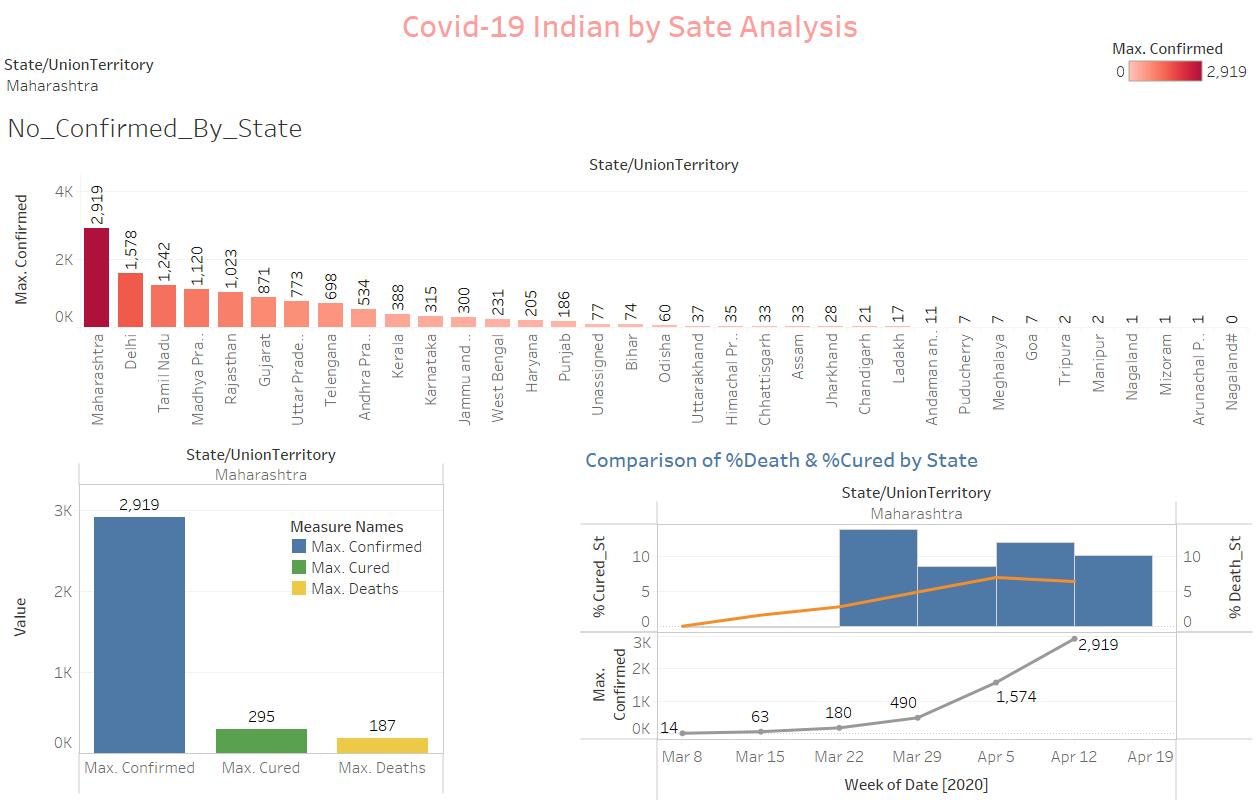 Covid-19 Indian by Sate Analysis
Max. Confirmed
0 2,919
State/UnionTerritory
Maharashtra
No_Confirmed_By_State
State/UnionTerritory
Max. Confirmed
4K
2K
0K
2,919 1,578 1,242 1,120 1,023 871 773 698 534 388 315 300 231 205 186 77 74 60 37 35 33 33 28 21 17 11 7 7 7 2 2 1 1 1 0
Maharashtra
Delhi
Tamil Nadu
Madhya Pra..
Rajasthan
Gujarat
Uttar Prade..
Telengana
Andhra Pra..
Kerala
Karnataka
Jammu and ..
West Bengal
Haryana
Punjab
Unassigned
Bihar
Odisha
Uttarakhand
Himachal Pr..
Chhattisgarh
Assam
Jharkhand
Chandigarh
Ladakh
Andaman an..
Puducherry
Meghalaya
Goa
Tripura
Manipur
Nagaland
Mizoram
Arunachal P..
Nagaland#
State/UnionTerritory
Maharashtra
Value
3K
2K
1K
0K
2,919
295
187
Measure Names
Max. Confirmed
Max. Cured
Max. Deaths
Max. Confirmed Max. Cured Max. Deaths
Comparison of %Death & %Cured by State
State/UnionTerritory
Maharashtra
% Cured_St
10
5
0
10
5
0
% Death_St
Max.
Confirmed
3K
2K
1K
0K
14
63
180
490
1,574
2,919
Mar 8 Mar 15 Mar 22 Mar 29 Apr 5 Apr 12 Apr 19
Week of Date [2020]